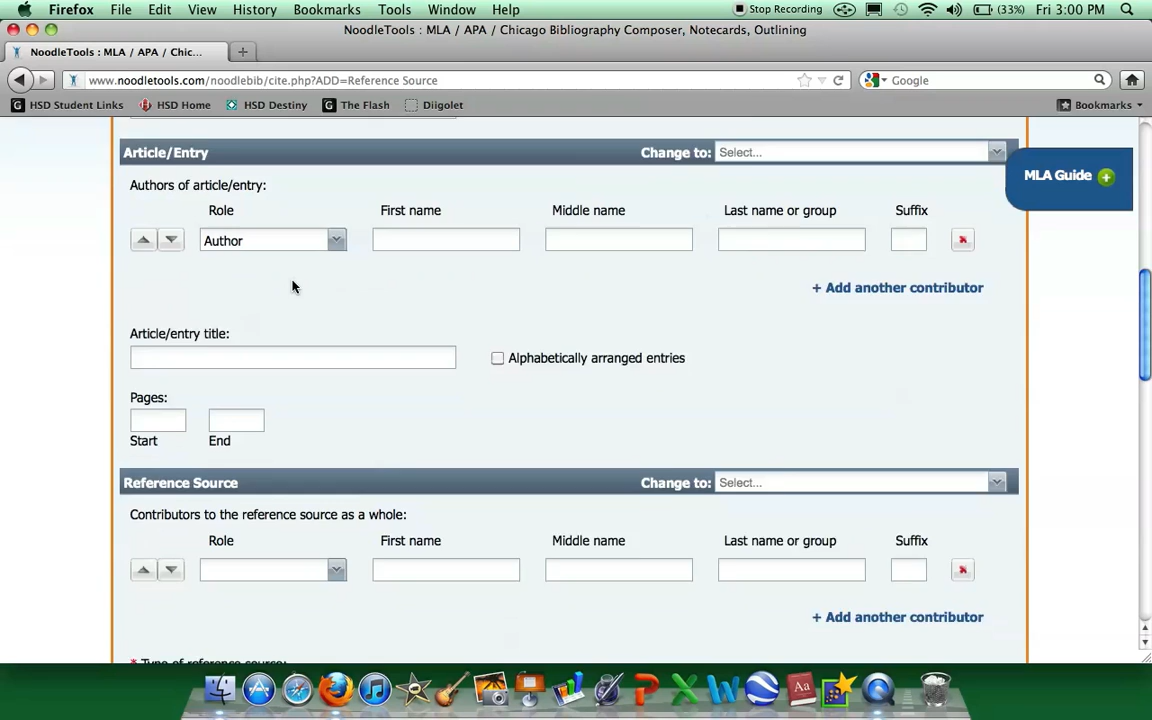 Firefox File Edit View History Bookmarks Tools Window Help Stop Recording (33%) Fri 3:00 PM
NoodleTools : MLA / APA / Chicago Bibliography Composer, Notecards, Outlining
NoodleTools : MLA / APA / Chic...
www.noodletools.com/noodlebib/cite.php?ADD=Reference Source Google
HSD Student Links HSD Home HSD Destiny The Flash Diigolet Bookmarks
Article/Entry Change to: Select...
MLA Guide
Authors of article/entry:
Role First name Middle name Last name or group Suffix
Author
+ Add another contributor
Article/entry title:
Alphabetically arranged entries
Pages:
Start End
Reference Source Change to: Select...
Contributors to the reference source as a whole:
Role First name Middle name Last name or group Suffix
+ Add another contributor
* Type of reference source: